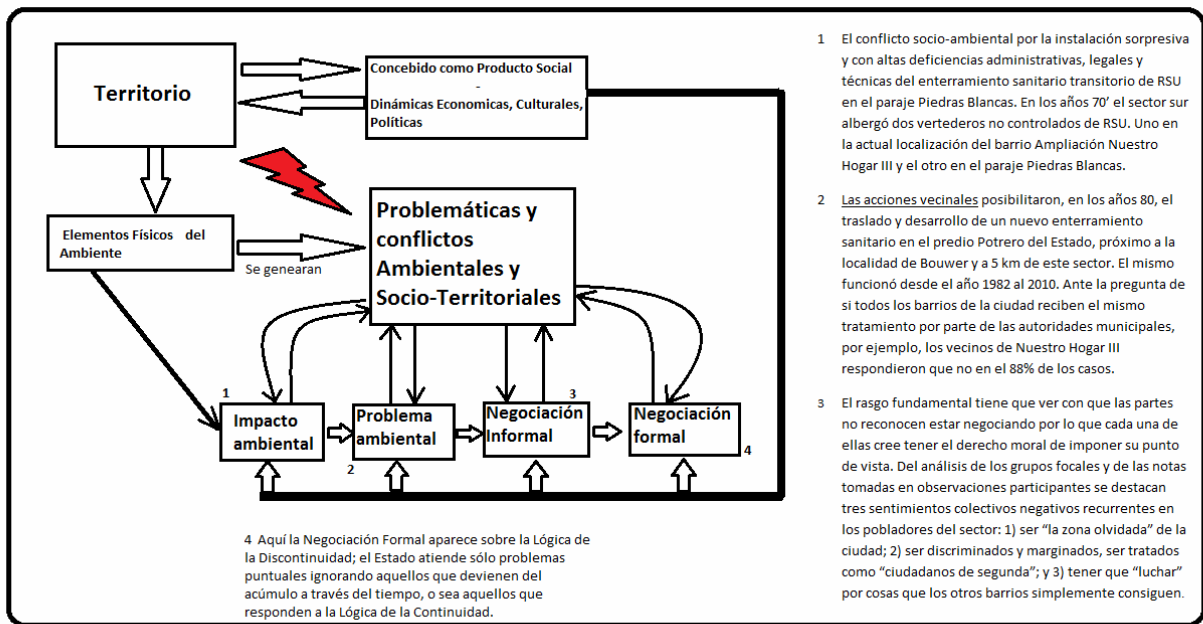 Territorio
Concebido como Producto Social
-
Dinámicas Economicas, Culturales,
Políticas
Elementos Físicos del
Ambiente
Se genearan
Problemáticas y
conflictos
Ambientales y
Socio-Territoriales
1
Impacto
ambiental
Problema
ambiental
2
3
Negociación
Informal
Negociación
formal
4
4 Aquí la Negociación Formal aparece sobre la Lógica de
la Discontinuidad; el Estado atiende sólo problemas
puntuales ignorando aquellos que devienen del
acúmulo a través del tiempo, o sea aquellos que
responden a la Lógica de la Continuidad.
1 El conflicto socio-ambiental por la instalación sorpresiva
y con altas deficiencias administrativas, legales y
técnicas del enterramiento sanitario transitorio de RSU
en el paraje Piedras Blancas. En los años 70’ el sector sur
albergó dos vertederos no controlados de RSU. Uno en
la actual localización del barrio Ampliación Nuestro
Hogar III y el otro en el paraje Piedras Blancas.
2 Las acciones vecinales posibilitaron, en los años 80, el
traslado y desarrollo de un nuevo enterramiento
sanitario en el predio Potrero del Estado, próximo a la
localidad de Bouwer y a 5 km de este sector. El mismo
funcionó desde el año 1982 al 2010. Ante la pregunta de
si todos los barrios de la ciudad reciben el mismo
tratamiento por parte de las autoridades municipales,
por ejemplo, los vecinos de Nuestro Hogar III
respondieron que no en el 88% de los casos.
3 El rasgo fundamental tiene que ver con que las partes
no reconocen estar negociando por lo que cada una de
ellas cree tener el derecho moral de imponer su punto
de vista. Del análisis de los grupos focales y de las notas
tomadas en observaciones participantes se destacan
tres sentimientos colectivos negativos recurrentes en
los pobladores del sector: 1) ser “la zona olvidada” de la
ciudad; 2) ser discriminados y marginados, ser tratados
como “ciudadanos de segunda”; y 3) tener que “luchar”
por cosas que los otros barrios simplemente consiguen.